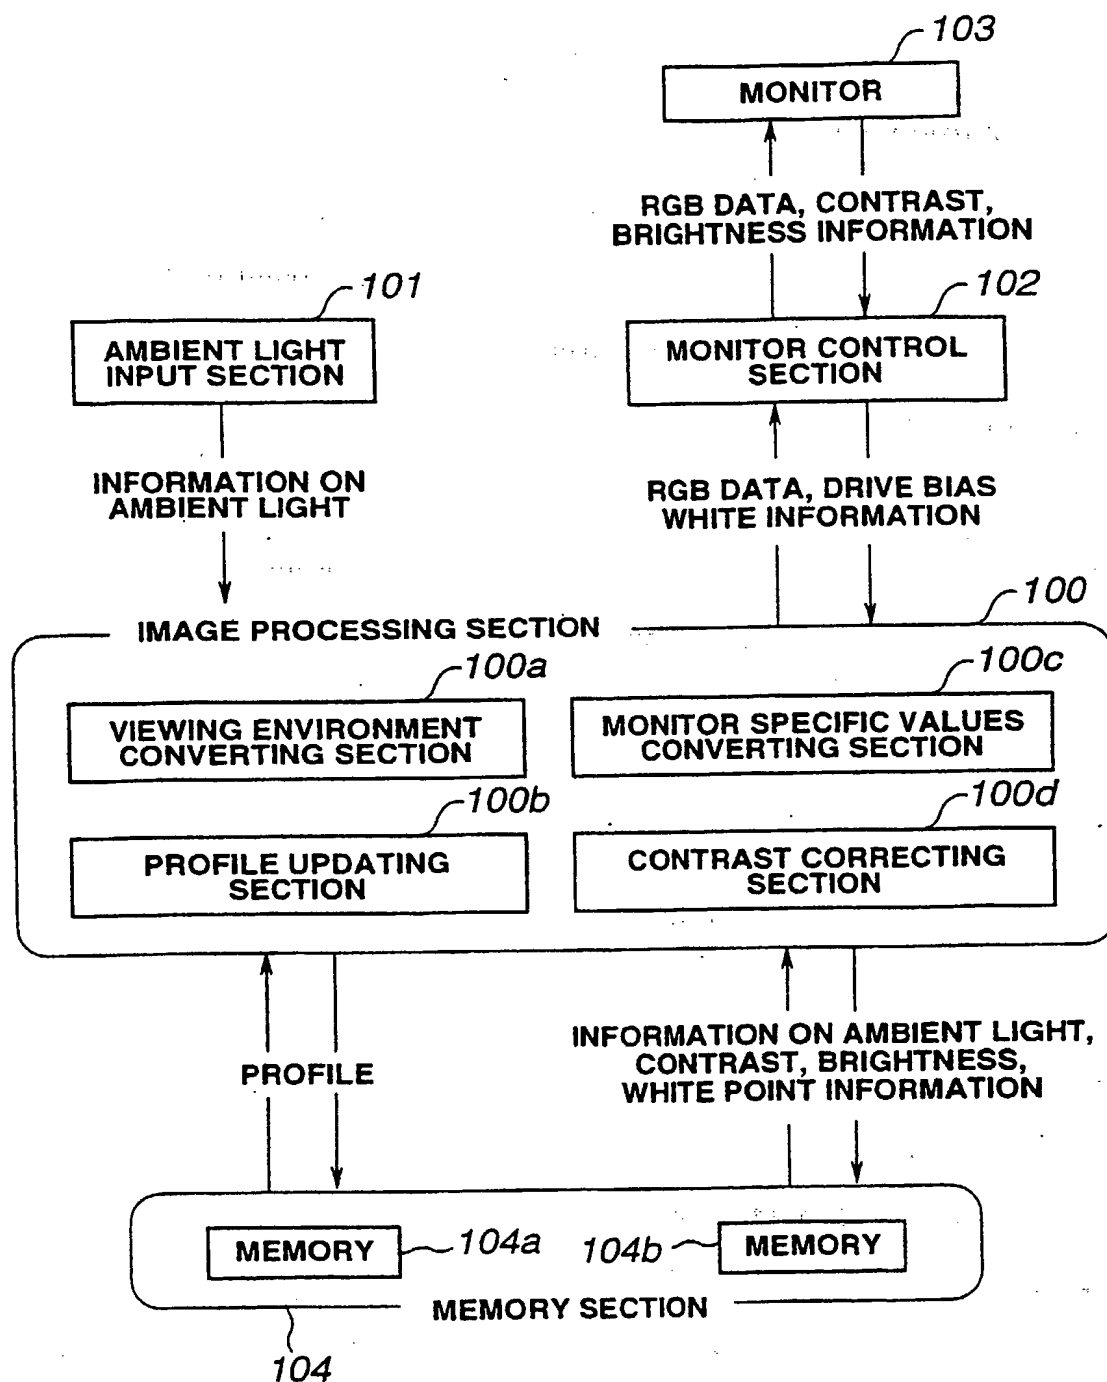 103
MONITOR
RGB DATA, CONTRAST,
BRIGHTNESS INFORMATION
101
102
AMBIENT LIGHT
INPUT SECTION
MONITOR CONTROL
SECTION
INFORMATION ON
AMBIENT LIGHT
RGB DATA, DRIVE BIAS
WHITE INFORMATION
100
IMAGE PROCESSING SECTION
100a
100c
VIEWING ENVIRONMENT
CONVERTING SECTION
MONITOR SPECIFIC VALUES
CONVERTING SECTION
100b
100d
PROFILE UPDATING
SECTION
CONTRAST CORRECTING
SECTION
PROFILE
INFORMATION ON AMBIENT LIGHT,
CONTRAST, BRIGHTNESS,
WHITE POINT INFORMATION
MEMORY
104a
104b
MEMORY
MEMORY SECTION
104